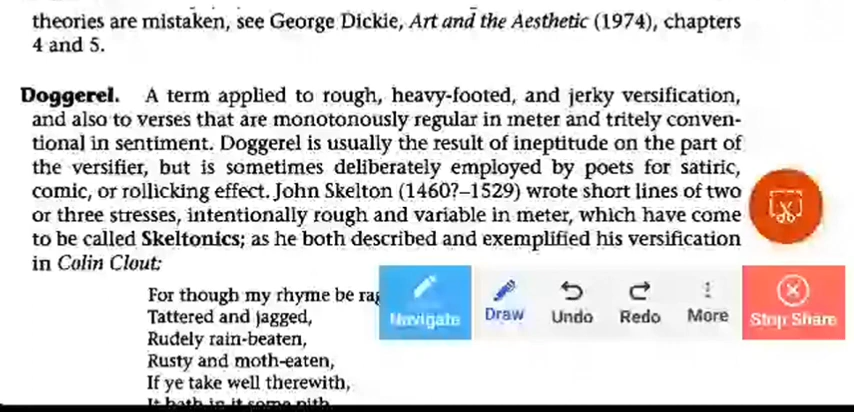 theories are mistaken, see George Dickie, Art and the Aesthetic (1974), chapters
4 and 5.
Doggerel. A term applied to rough, heavy-footed, and jerky versification,
and also to verses that are monotonously regular in meter and tritely conven-
tional in sentiment. Doggerel is usually the result of ineptitude on the part of
the versifier, but is sometimes deliberately employed by poets for satiric,
comic, or rollicking effect. John Skelton (1460?–1529) wrote short lines of two
or three stresses, intentionally rough and variable in meter, which have come
to be called Skeltonics; as he both described and exemplified his versification
in Colin Clout:
For though my rhyme be
Tattered and jagged,
Rudely rain-beaten,
Rusty and moth-eaten,
If ye take well therewith,
It hath in it some pith.
Navigate Draw Undo Redo More Stop Share